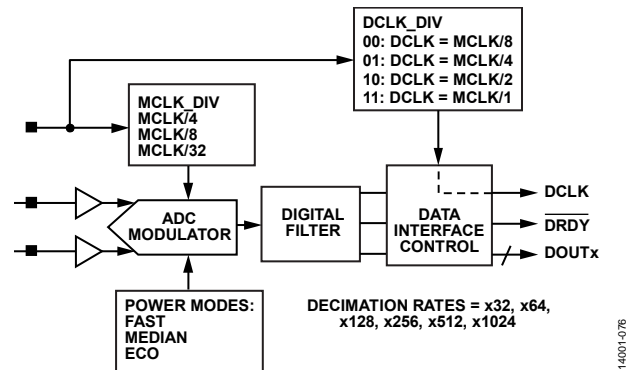 DCLK_DIV
00: DCLK = MCLK/8
01: DCLK = MCLK/4
10: DCLK = MCLK/2
11: DCLK = MCLK/1
MCLK_DIV
MCLK/4
MCLK/8
MCLK/32
ADC
MODULATOR
DIGITAL
FILTER
DATA
INTERFACE
CONTROL
DCLK
DRDY
DOUTx
POWER MODES:
FAST
MEDIAN
ECO
DECIMATION RATES = x32, x64,
x128, x256, x512, x1024
14001-076